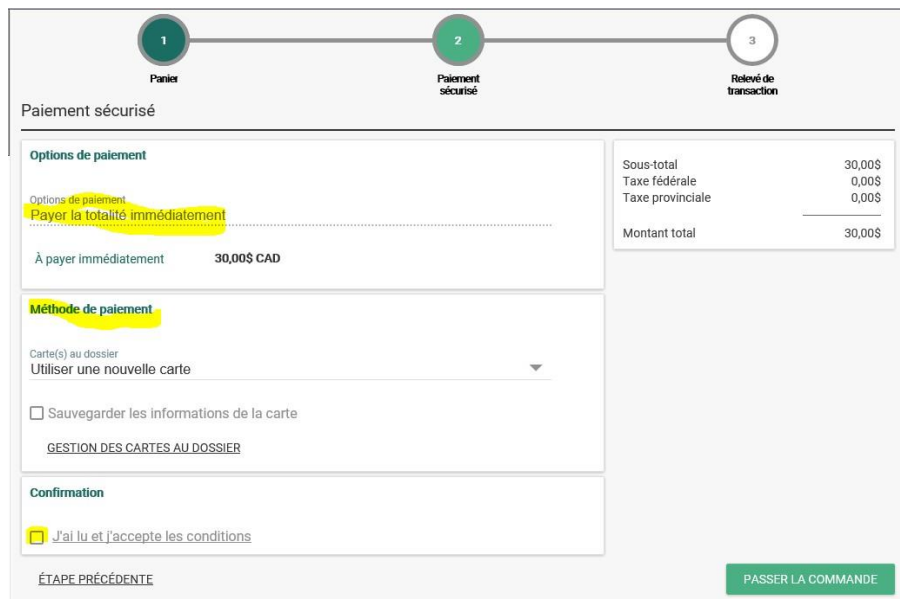 1
2
3
Panier
Paiement
sécurisé
Relevé de
transaction
Paiement sécurisé
Options de paiement
Options de paiement
Payer la totalité immédiatement
À payer immédiatement 30,00$ CAD
Sous-total 30,00$
Taxe fédérale 0,00$
Taxe provinciale 0,00$
Montant total 30,00$
Méthode de paiement
Carte(s) au dossier
Utiliser une nouvelle carte
Sauvegarder les informations de la carte
GESTION DES CARTES AU DOSSIER
Confirmation
J'ai lu et j'accepte les conditions
ÉTAPE PRÉCÉDENTE
PASSER LA COMMANDE